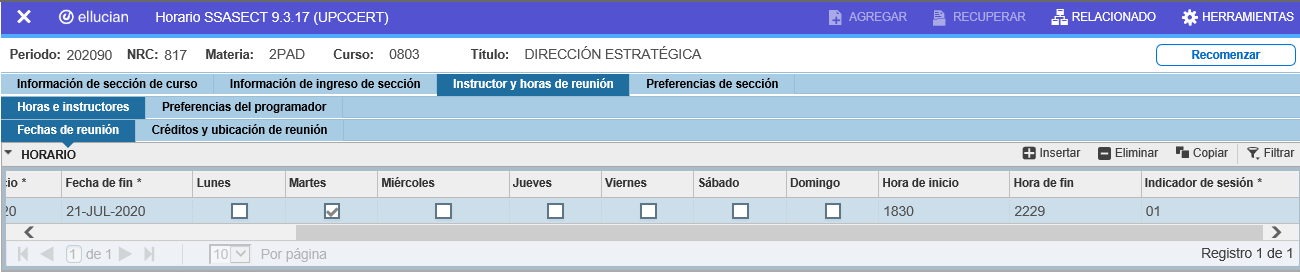 ellucian Horario SSASECT 9.3.17 (UPCCERT) AGREGAR RECUPERAR RELACIONADO HERRAMIENTAS
Periodo: 202090 NRC: 817 Materia: 2PAD Curso: 0803 Título: DIRECCIÓN ESTRATÉGICA Recomenzar
Información de sección de curso Información de ingreso de sección Instructor y horas de reunión Preferencias de sección
Horas e instructores Preferencias del programador
Fechas de reunión Créditos y ubicación de reunión
HORARIO Insertar Eliminar Copiar Filtrar
cio * Fecha de fin * Lunes Martes Miércoles Jueves Viernes Sábado Domingo Hora de inicio Hora de fin Indicador de sesión *
20 21-JUL-2020 1830 2229 01
1 de 1 10 Por página Registro 1 de 1